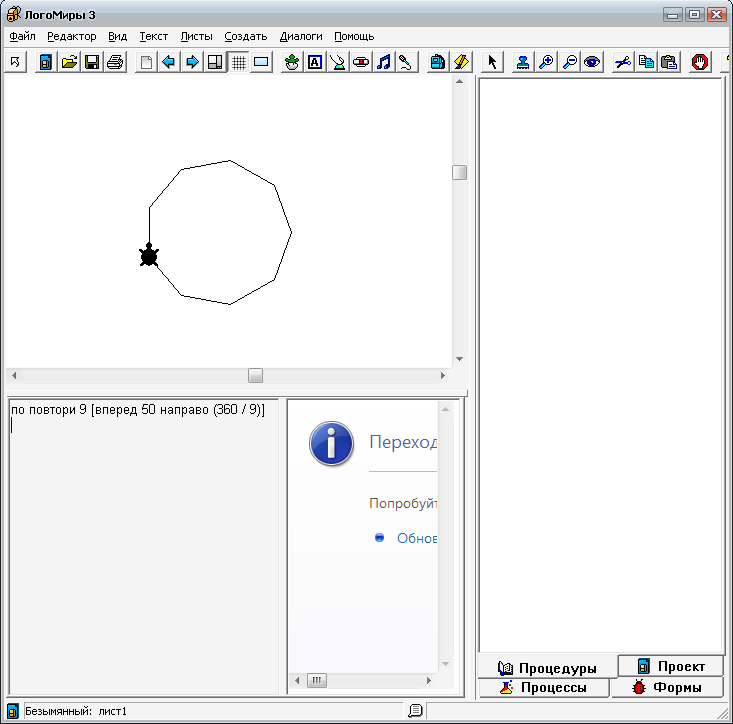 ЛогоМиры 3
Файл Редактор Вид Текст Листы Создать Диалоги Помощь
по повтори 9 [вперед 50 направо (360 / 9)]
Переход
Попробуйт
Обнов
Процедуры
Проект
Процессы
Формы
Безымянный: лист1